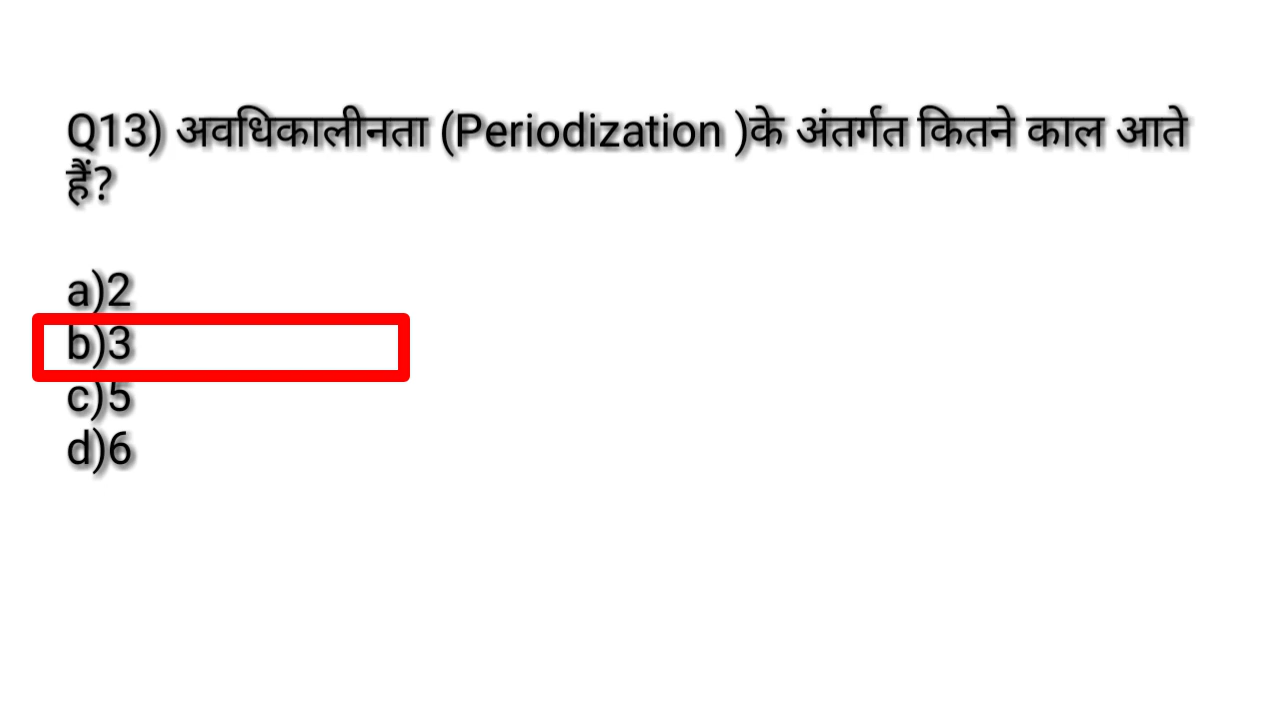 Q13) अवधिकालीनता (Periodization )के अंतर्गत कितने काल आते
हैं?
a)2
b)3
c)5
d)6